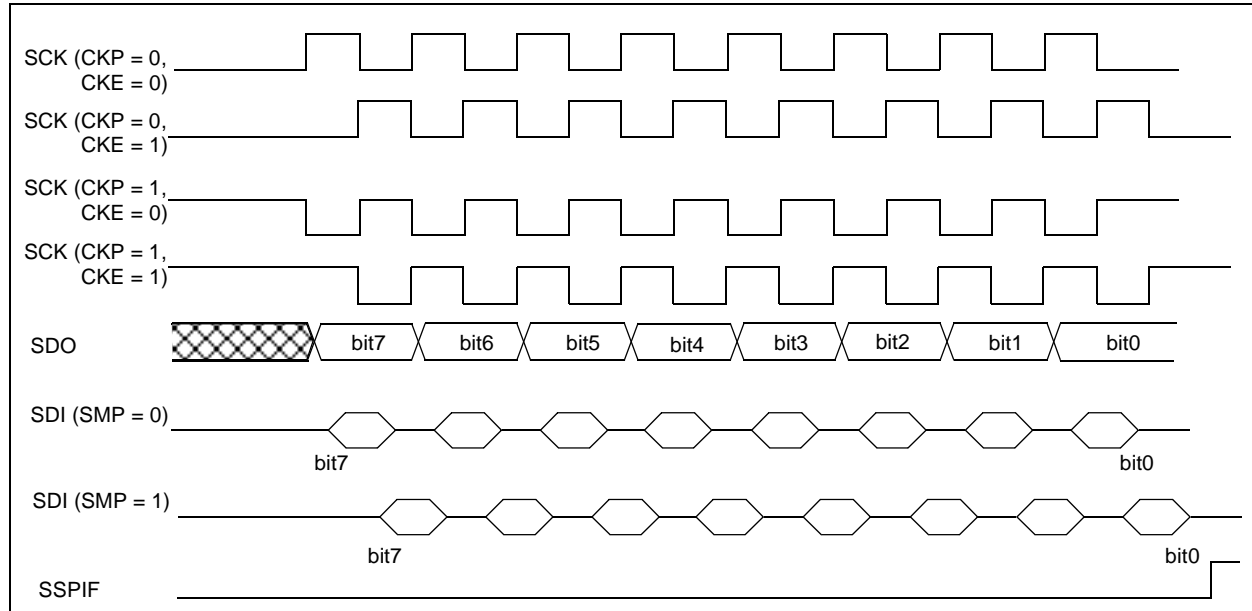 SCK (CKP = 0,
CKE = 0)
SCK (CKP = 0,
CKE = 1)
SCK (CKP = 1,
CKE = 0)
SCK (CKP = 1,
CKE = 1)
SDO bit7 bit6 bit5 bit4 bit3 bit2 bit1 bit0
SDI (SMP = 0)
bit7 bit0
SDI (SMP = 1)
bit7 bit0
SSPIF